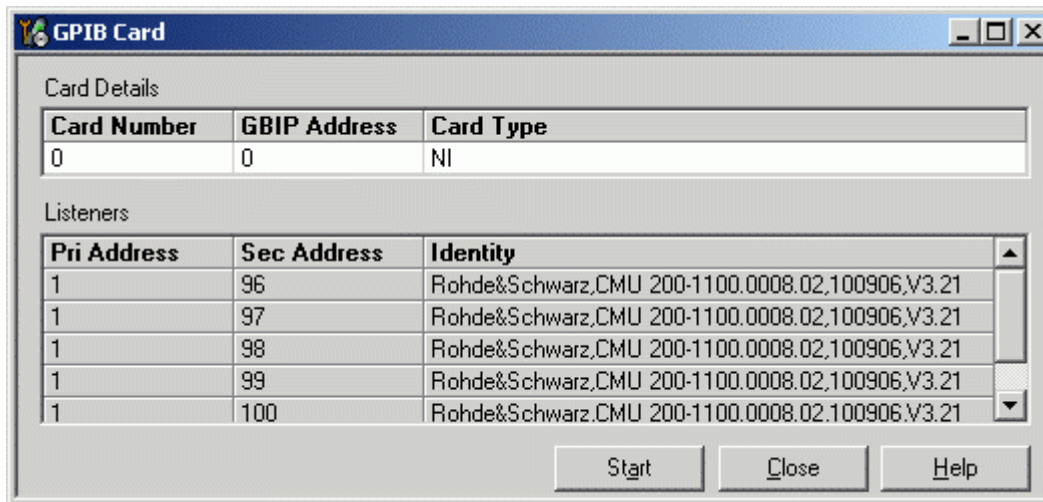 GPIB Card
Card Details
Card Number GBIP Address Card Type
0 0 NI
Listeners
Pri Address Sec Address Identity
1 96 Rohde&Schwarz,CMU 200-1100.0008.02,100906,V3.21
1 97 Rohde&Schwarz,CMU 200-1100.0008.02,100906,V3.21
1 98 Rohde&Schwarz,CMU 200-1100.0008.02,100906,V3.21
1 99 Rohde&Schwarz,CMU 200-1100.0008.02,100906,V3.21
1 100 Rohde&Schwarz,CMU 200-1100.0008.02,100906,V3.21
Start Close Help